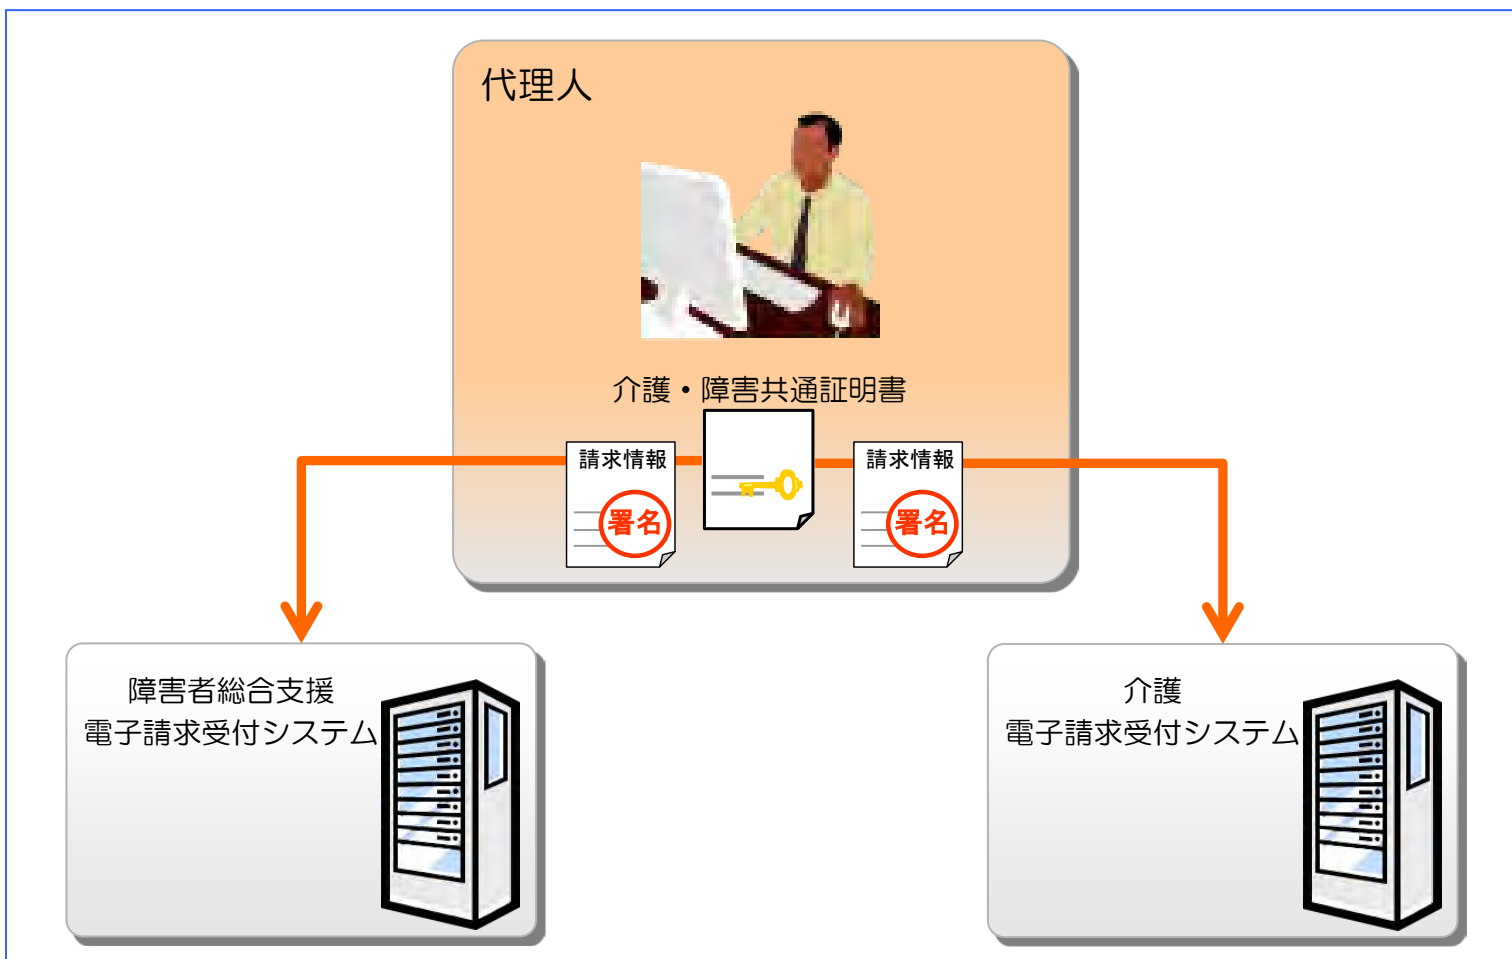 代理人
介護・障害共通証明書
請求情報
署名
請求情報
署名
障害者総合支援
電子請求受付システム
介護
電子請求受付システム